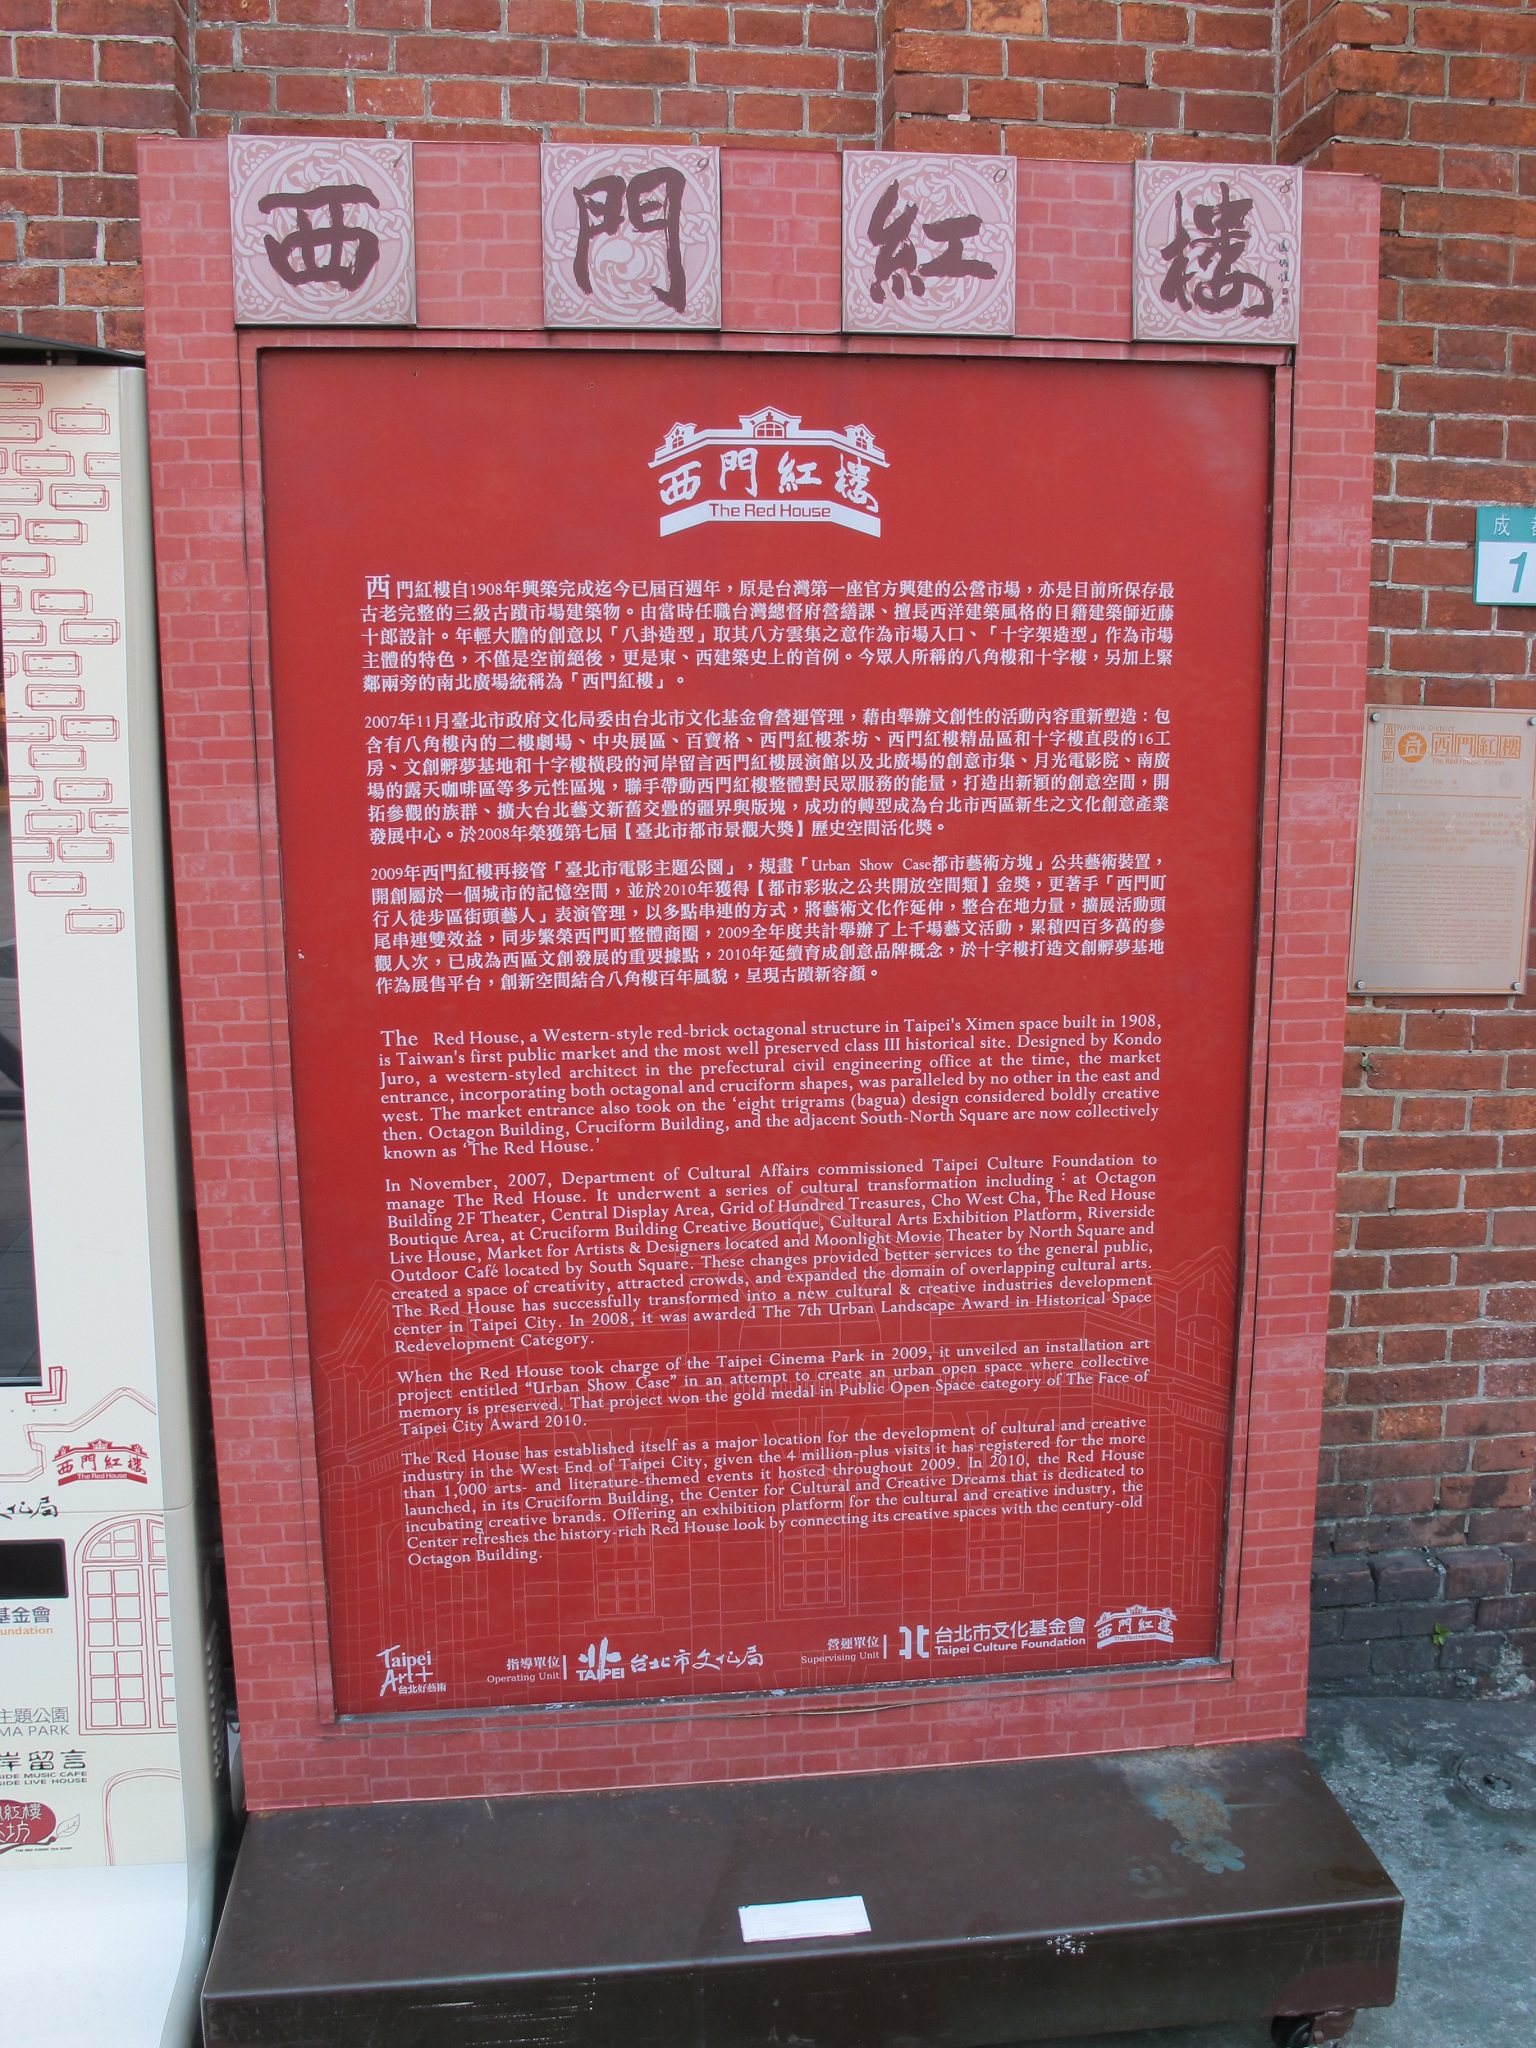 西 門 紅 樓
1 9 0 8
西門紅樓
The Red House
西門紅樓自1908年興築完成迄今已屆百週年，原是台灣第一座官方興建的公營市場，亦是目前所保存最
古老完整的三級古蹟市場建築物。由當時任職台灣總督府營繕課、擅長西洋建築風格的日籍建築師近藤
十郎設計。年輕大膽的創意以「八卦造型」取其八方雲集之意作為市場入口、「十字架造型」作為市場
主體的特色，不僅是空前絕後，更是東、西建築史上的首例。今眾人所稱的八角樓和十字樓，另加上緊
鄰兩旁的南北廣場統稱為「西門紅樓」。
2007年11月臺北市政府文化局委由台北市文化基金會營運管理，藉由舉辦文創性的活動內容重新塑造：包
含有八角樓內的二樓劇場、中央展區、百寶格、西門紅樓茶坊、西門紅樓精品區和十字樓直段的16工
房、文創孵夢基地和十字樓橫段的河岸留言西門紅樓展演館以及北廣場的創意市集、月光電影院、南廣
場的露天咖啡區等多元性區塊，聯手帶動西門紅樓整體對民眾服務的能量，打造出新穎的創意空間，開
拓參觀的族群、擴大台北藝文新舊交疊的疆界與版塊，成功的轉型成為台北市西區新生之文化創意產業
發展中心。於2008年榮獲第七屆【臺北市都市景觀大獎】歷史空間活化獎。
2009年西門紅樓再接管「臺北市電影主題公園」，規畫「Urban Show Case都市藝術方塊」公共藝術裝置，
開創屬於一個城市的記憶空間，並於2010年獲得【都市彩妝之公共開放空間類】金獎，更著手「西門町
行人徒步區街頭藝人」表演管理，以多點串連的方式，將藝術文化作延伸，整合在地力量，擴展活動頭
尾串連雙效益，同步繁榮西門町整體商圈，2009全年度共計舉辦了上千場藝文活動，累積四百多萬的參
觀人次，已成為西區文創發展的重要據點，2010年延續育成創意品牌概念，於十字樓打造文創孵夢基地
作為展售平台，創新空間結合八角樓百年風貌，呈現古蹟新容顏。
The Red House, a Western-style red-brick octagonal structure in Taipei's Ximen space built in 1908,
is Taiwan's first public market and the most well preserved class III historical site. Designed by Kondo
Juro, a western-styled architect in the prefectural civil engineering office at the time, the market
entrance, incorporating both octagonal and cruciform shapes, was paralleled by no other in the east and
west. The market entrance also took on the ‘eight trigrams (bagua) design considered boldly creative
then. Octagon Building, Cruciform Building, and the adjacent South-North Square are now collectively
known as ‘The Red House.’
In November, 2007, Department of Cultural Affairs commissioned Taipei Culture Foundation to
manage The Red House. It underwent a series of cultural transformation including : at Octagon
Building 2F Theater, Central Display Area, Grid of Hundred Treasures, Cho West Cha, The Red House
Boutique Area, at Cruciform Building Creative Boutique, Cultural Arts Exhibition Platform, Riverside
Live House, Market for Artists & Designers located and Moonlight Movie Theater by North Square and
Outdoor Café located by South Square. These changes provided better services to the general public,
created a space of creativity, attracted crowds, and expanded the domain of overlapping cultural arts.
The Red House has successfully transformed into a new cultural & creative industries development
center in Taipei City. In 2008, it was awarded The 7th Urban Landscape Award in Historical Space
Redevelopment Category.
When the Red House took charge of the Taipei Cinema Park in 2009, it unveiled an installation art
project entitled “Urban Show Case” in an attempt to create an urban open space where collective
memory is preserved. That project won the gold medal in Public Open Space category of The Face of
Taipei City Award 2010.
The Red House has established itself as a major location for the development of cultural and creative
industry in the West End of Taipei City, given the 4 million-plus visits it has registered for the more
than 1,000 arts- and literature-themed events it hosted throughout 2009. In 2010, the Red House
launched, in its Cruciform Building, the Center for Cultural and Creative Dreams that is dedicated to
incubating creative brands. Offering an exhibition platform for the cultural and creative industry, the
Center refreshes the history-rich Red House look by connecting its creative spaces with the century-old
Octagon Building.
Taipei
Art+
台北好藝術
指導單位
Operating Unit
TAIPEI
台北市文化局
營運單位
Supervising Unit
台北市文化基金會
Taipei Culture Foundation
西門紅樓
The Red House
西門紅樓
The Red House
文化局
基金會
undation
主題公園
MA PARK
岸留言
SIDE MUSIC CAFE
SIDE LIVE HOUSE
紅樓
坊
成
1
Wanhua District
萬華區
西門紅樓
The Red House, Ximen